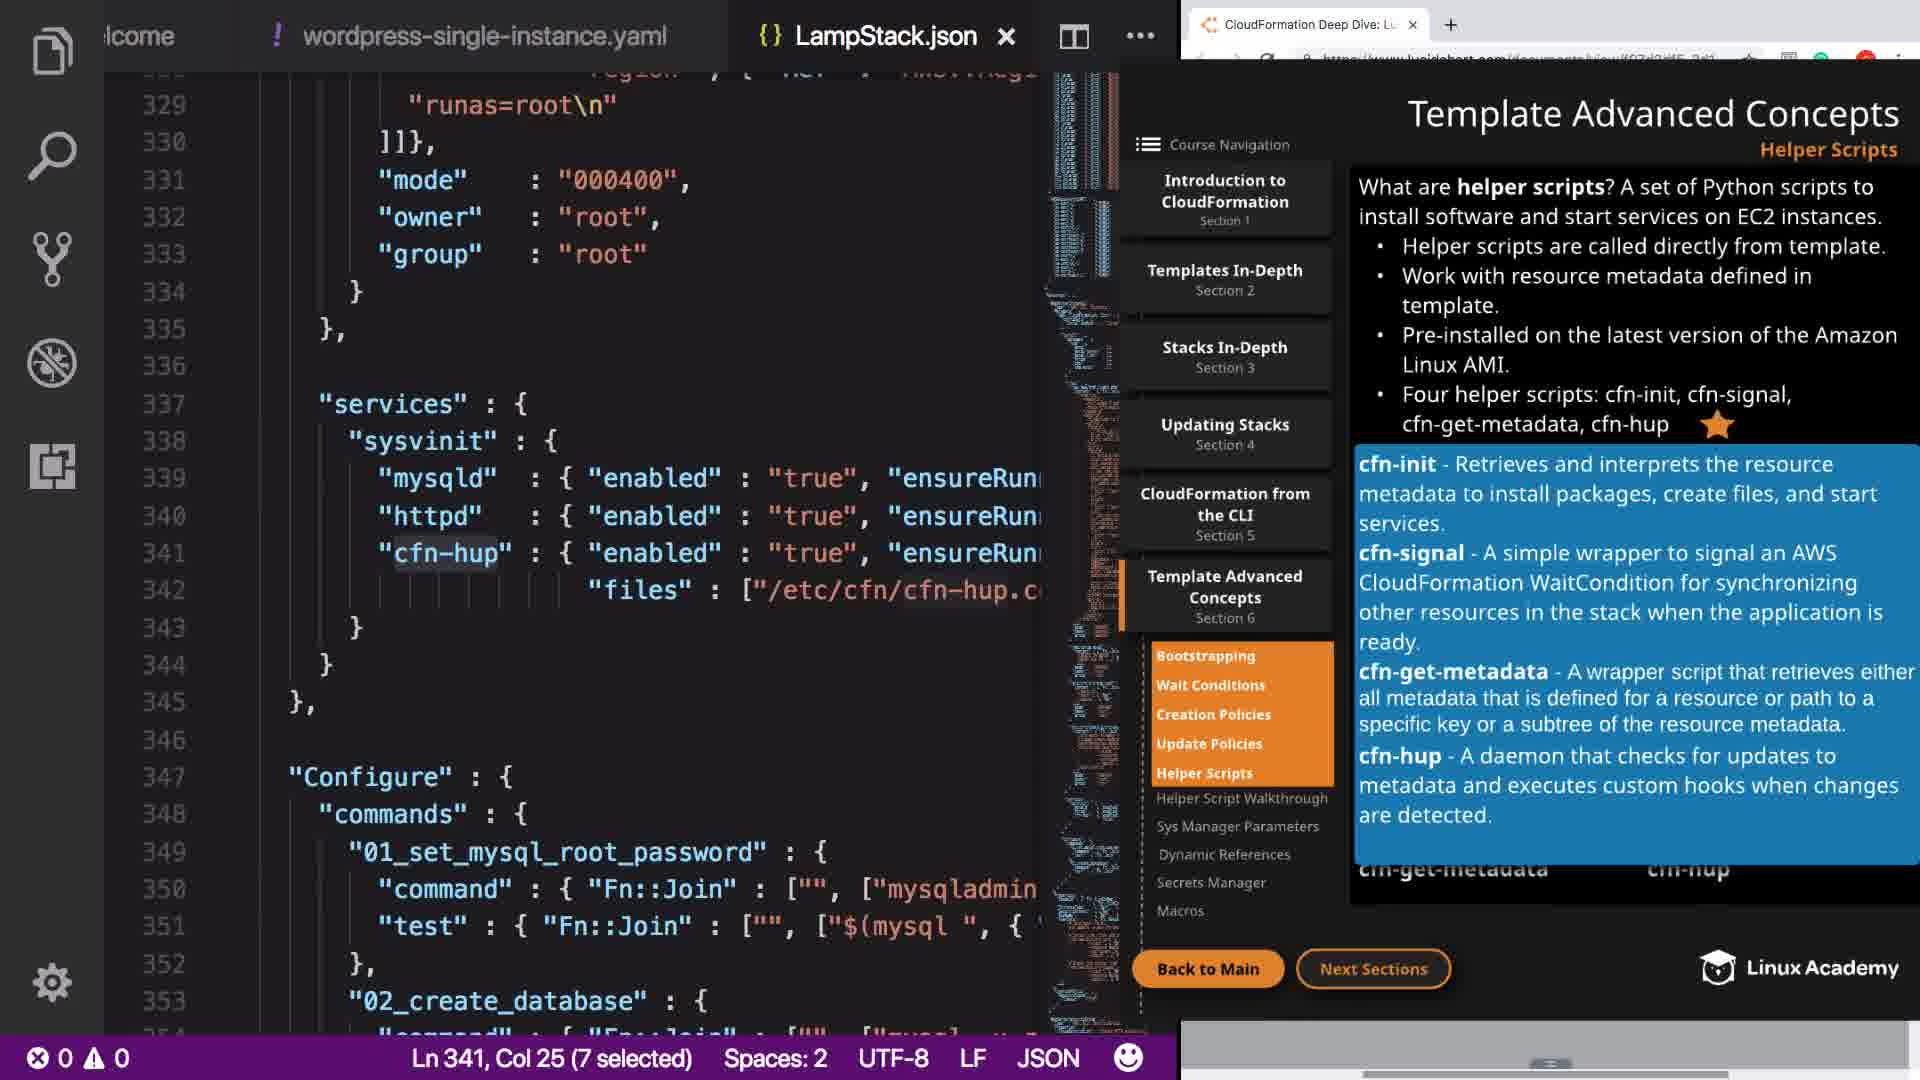 lcome
! wordpress-single-instance.yaml
{} LampStack.json
329 "runas=root\n"
330 ]]},
331 "mode" : "000400",
332 "owner" : "root",
333 "group" : "root"
334 }
335 },
336
337 "services" : {
338 "sysvinit" : {
339 "mysqld" : { "enabled" : "true", "ensureRun
340 "httpd" : { "enabled" : "true", "ensureRun
341 "cfn-hup" : { "enabled" : "true", "ensureRun
342 "files" : ["/etc/cfn/cfn-hup.c
343 }
344 }
345 },
346
347 "Configure" : {
348 "commands" : {
349 "01_set_mysql_root_password" : {
350 "command" : { "Fn::Join" : ["", ["mysqladmin
351 "test" : { "Fn::Join" : ["", ["$(mysql ", {
352 },
353 "02_create_database" : {
0 0
Ln 341, Col 25 (7 selected) Spaces: 2 UTF-8 LF JSON
CloudFormation Deep Dive: Lu
Template Advanced Concepts
Helper Scripts
Course Navigation
Introduction to
CloudFormation
Section 1
Templates In-Depth
Section 2
Stacks In-Depth
Section 3
Updating Stacks
Section 4
CloudFormation from
the CLI
Section 5
Template Advanced
Concepts
Section 6
Bootstrapping
Wait Conditions
Creation Policies
Update Policies
Helper Scripts
Helper Script Walkthrough
Sys Manager Parameters
Dynamic References
Secrets Manager
Macros
Back to Main
Next Sections
What are helper scripts? A set of Python scripts to
install software and start services on EC2 instances.
• Helper scripts are called directly from template.
• Work with resource metadata defined in
template.
• Pre-installed on the latest version of the Amazon
Linux AMI.
• Four helper scripts: cfn-init, cfn-signal,
cfn-get-metadata, cfn-hup
cfn-init - Retrieves and interprets the resource
metadata to install packages, create files, and start
services.
cfn-signal - A simple wrapper to signal an AWS
CloudFormation WaitCondition for synchronizing
other resources in the stack when the application is
ready.
cfn-get-metadata - A wrapper script that retrieves either
all metadata that is defined for a resource or path to a
specific key or a subtree of the resource metadata.
cfn-hup - A daemon that checks for updates to
metadata and executes custom hooks when changes
are detected.
cfn-get-metadata cfn-hup
Linux Academy